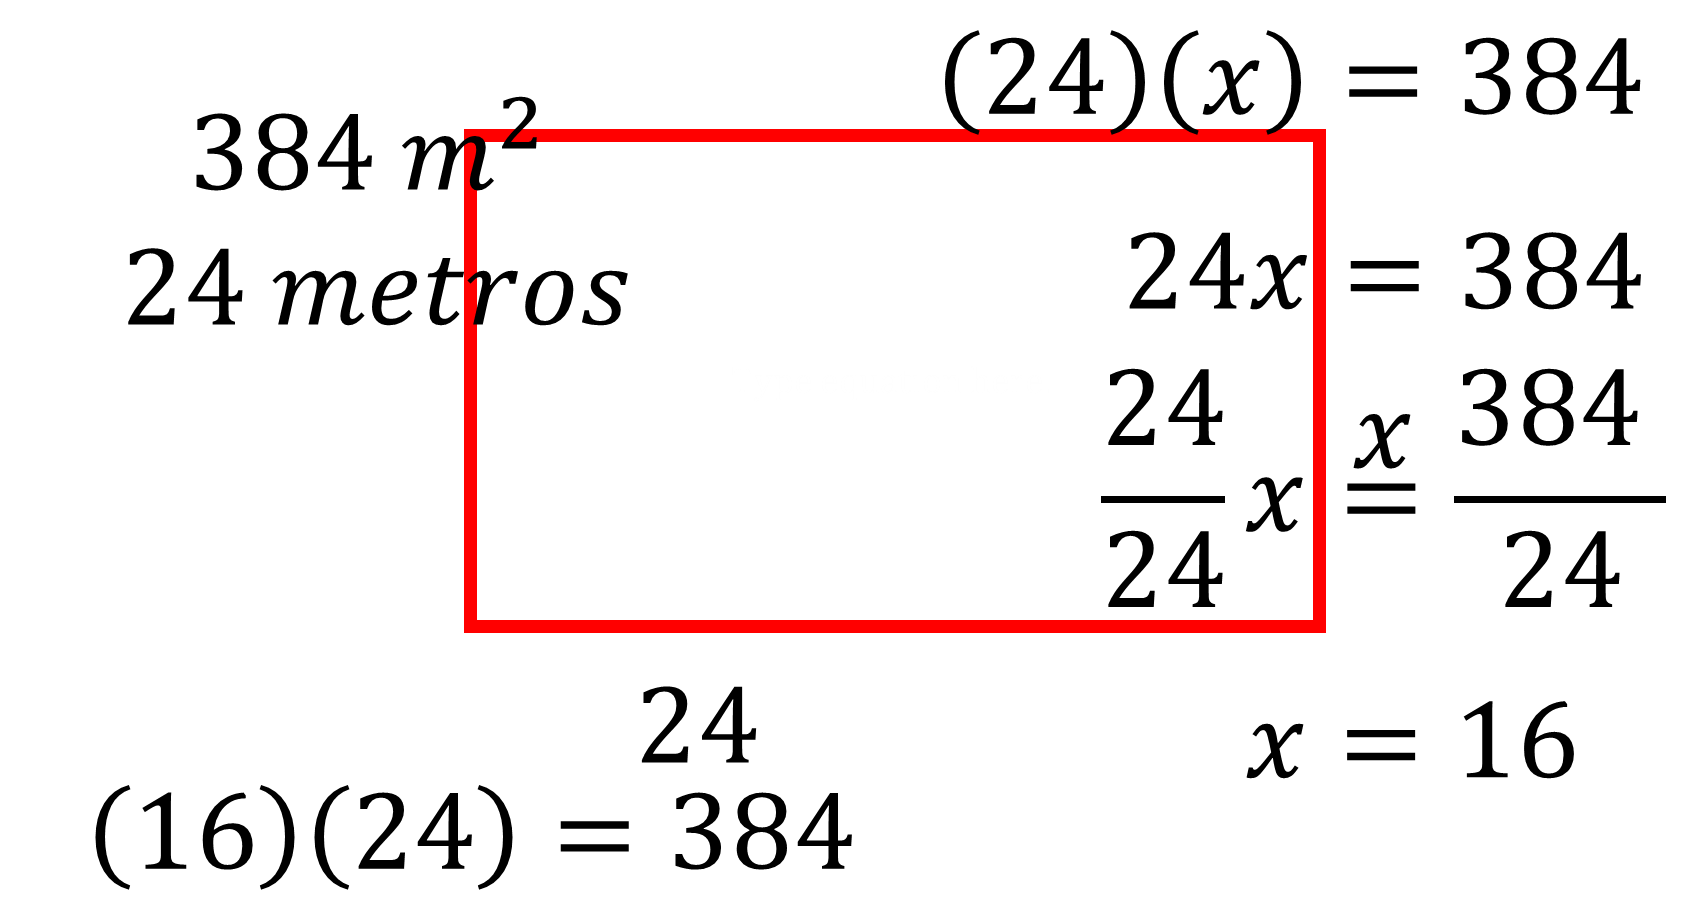 384 m²
24 metros
(24)(x) = 384
24x = 384
24/24 x = 384/24
x
x = 16
24
(16)(24) = 384